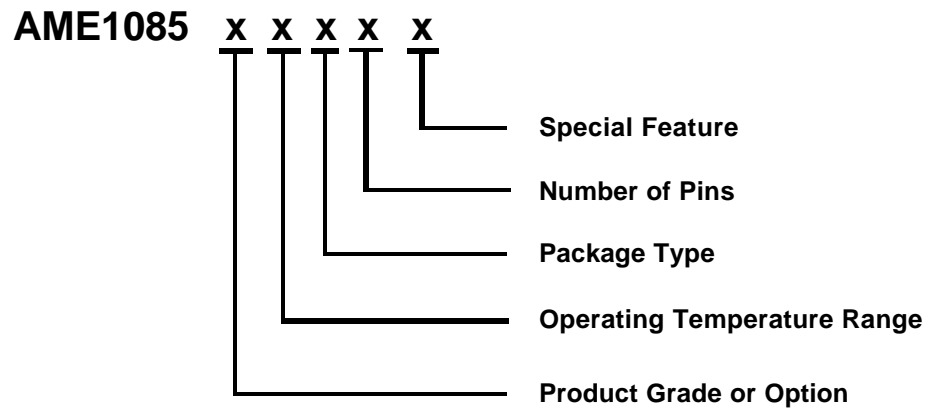 AME1085 x x x x x
Special Feature
Number of Pins
Package Type
Operating Temperature Range
Product Grade or Option